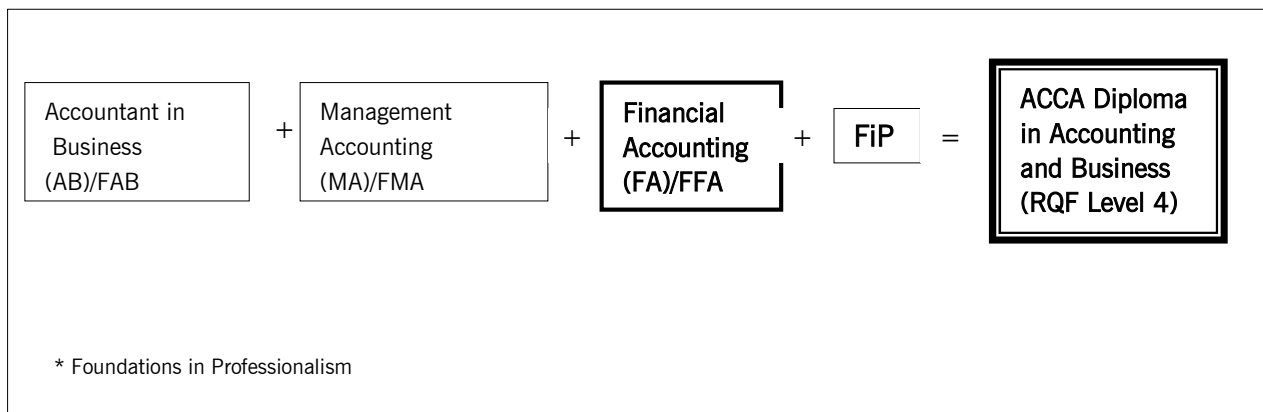 Accountant in
Business
(AB)/FAB
+
Management
Accounting
(MA)/FMA
+
Financial
Accounting
(FA)/FFA
+
FiP
=
ACCA Diploma
in Accounting
and Business
(RQF Level 4)
* Foundations in Professionalism